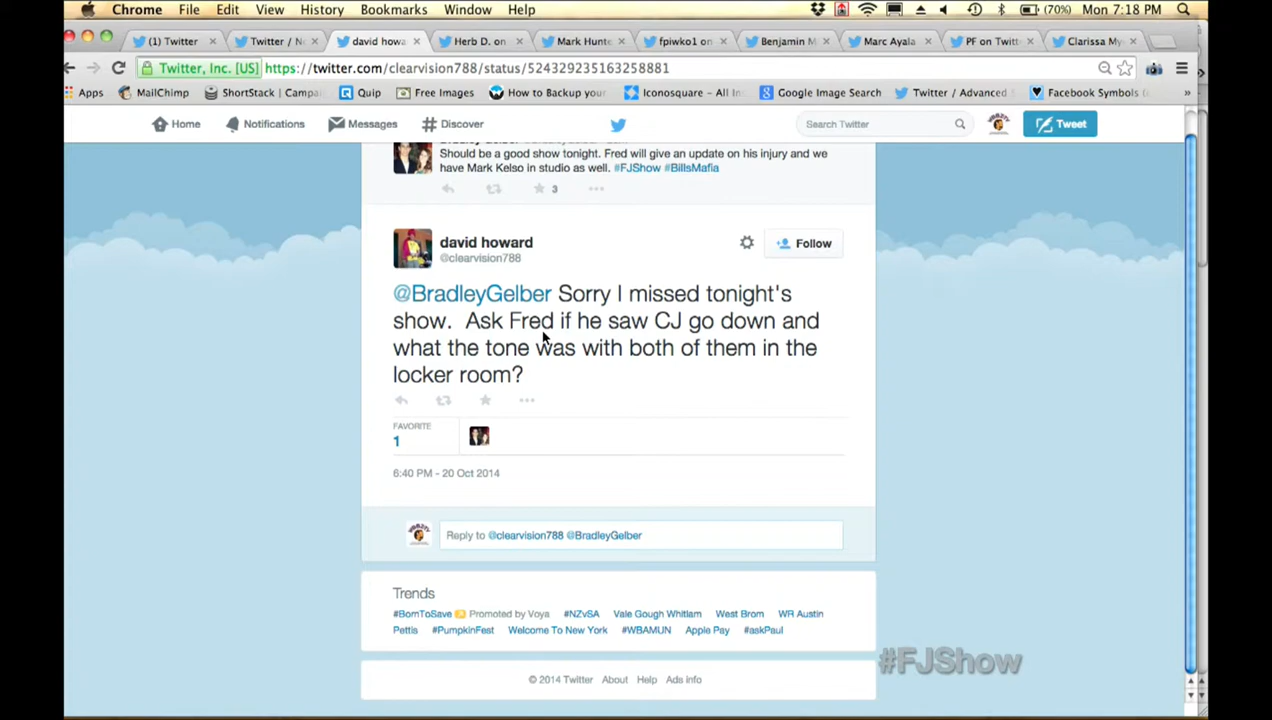 Chrome File Edit View History Bookmarks Window Help (70%) Mon 7:18 PM
(1) Twitter × Twitter / N × david howa × Herb D. on × Mark Hunte × fpiwko1 on × Benjamin M × Marc Ayala × PF on Twitt × Clarissa My ×
Twitter, Inc. [US] https://twitter.com/clearvision788/status/524329235163258881
Apps MailChimp ShortStack | Campai Quip Free Images How to Backup your Iconosquare – All In Google Image Search Twitter / Advanced Facebook Symbols ( »
Home Notifications Messages Discover Search Twitter Tweet
Should be a good show tonight. Fred will give an update on his injury and we
have Mark Kelso in studio as well. #FJShow #BillsMafia
3
david howard
@clearvision788
Follow
@BradleyGelber Sorry I missed tonight's
show. Ask Fred if he saw CJ go down and
what the tone was with both of them in the
locker room?
FAVORITE
1
6:40 PM - 20 Oct 2014
Reply to @clearvision788 @BradleyGelber
Trends
#BornToSave Promoted by Voya #NZvSA Vale Gough Whitlam West Brom WR Austin
Pettis #PumpkinFest Welcome To New York #WBAMUN Apple Pay #askPaul
#FJShow
© 2014 Twitter About Help Ads info